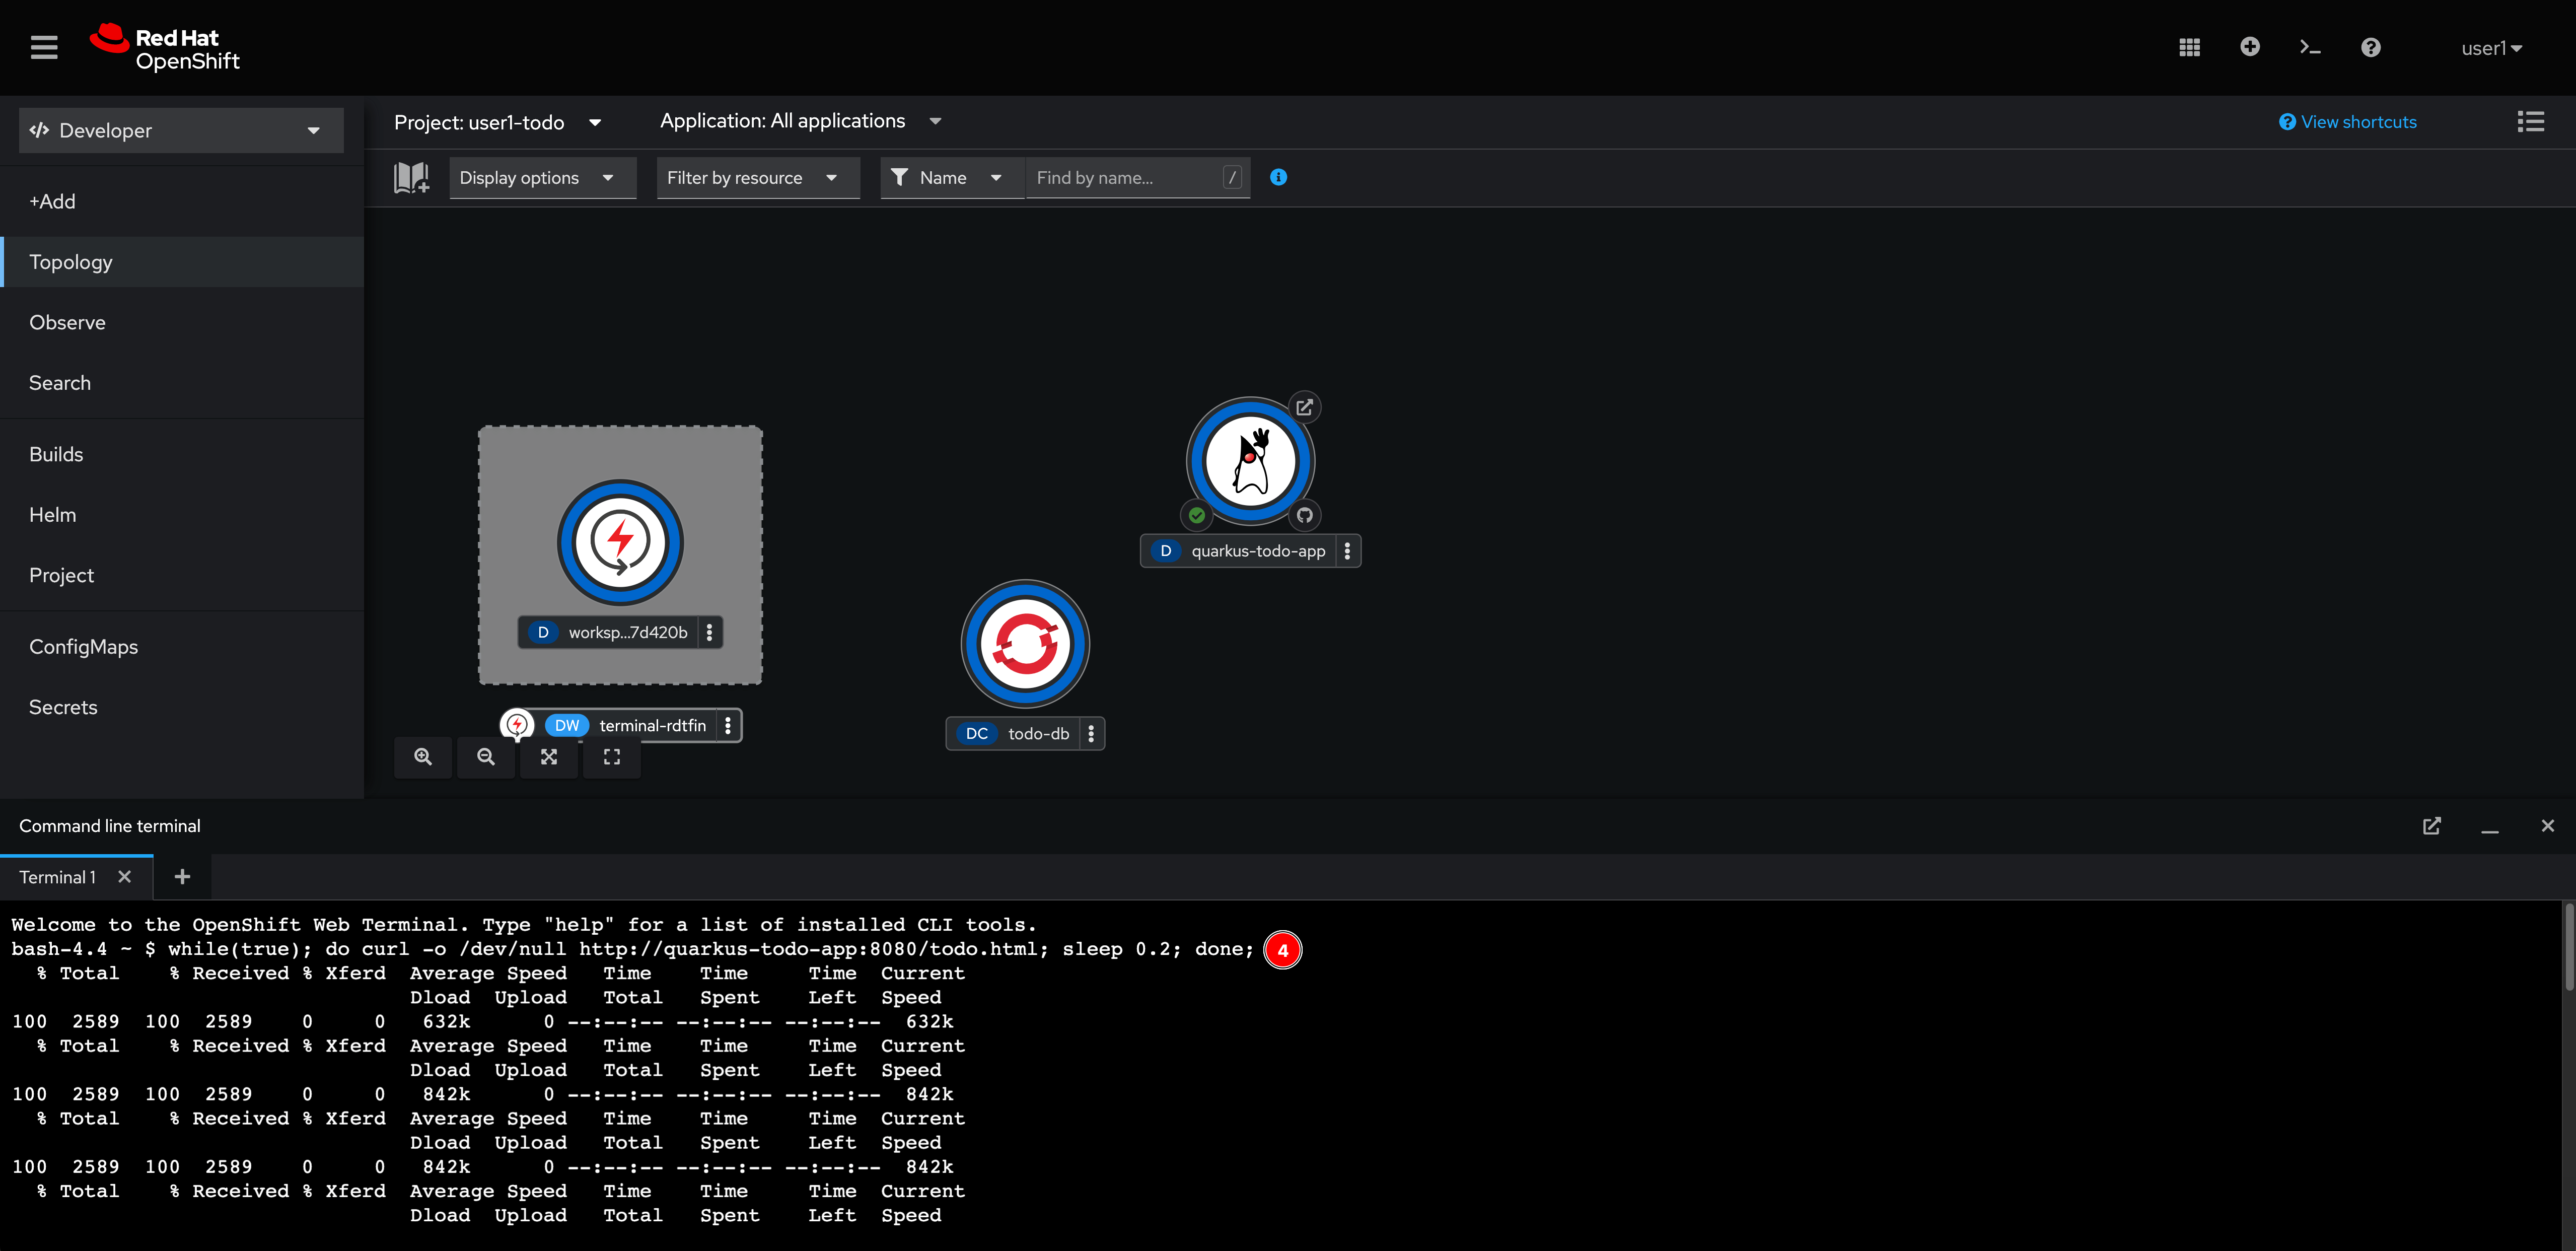 Red Hat
OpenShift
user1
Developer
Project: user1-todo
Application: All applications
View shortcuts
Display options
Filter by resource
Name
Find by name...
/
+Add
Topology
Observe
Search
Builds
Helm
Project
ConfigMaps
Secrets
D quarkus-todo-app
D worksp...7d420b
DW terminal-rdtfin
DC todo-db
Command line terminal
Terminal 1
Welcome to the OpenShift Web Terminal. Type "help" for a list of installed CLI tools.
bash-4.4 ~ $ while(true); do curl -o /dev/null http://quarkus-todo-app:8080/todo.html; sleep 0.2; done; 4
% Total % Received % Xferd Average Speed Time Time Time Current
Dload Upload Total Spent Left Speed
100 2589 100 2589 0 0 632k 0 --:--:-- --:--:-- --:--:-- 632k
% Total % Received % Xferd Average Speed Time Time Time Current
Dload Upload Total Spent Left Speed
100 2589 100 2589 0 0 842k 0 --:--:-- --:--:-- --:--:-- 842k
% Total % Received % Xferd Average Speed Time Time Time Current
Dload Upload Total Spent Left Speed
100 2589 100 2589 0 0 842k 0 --:--:-- --:--:-- --:--:-- 842k
% Total % Received % Xferd Average Speed Time Time Time Current
Dload Upload Total Spent Left Speed